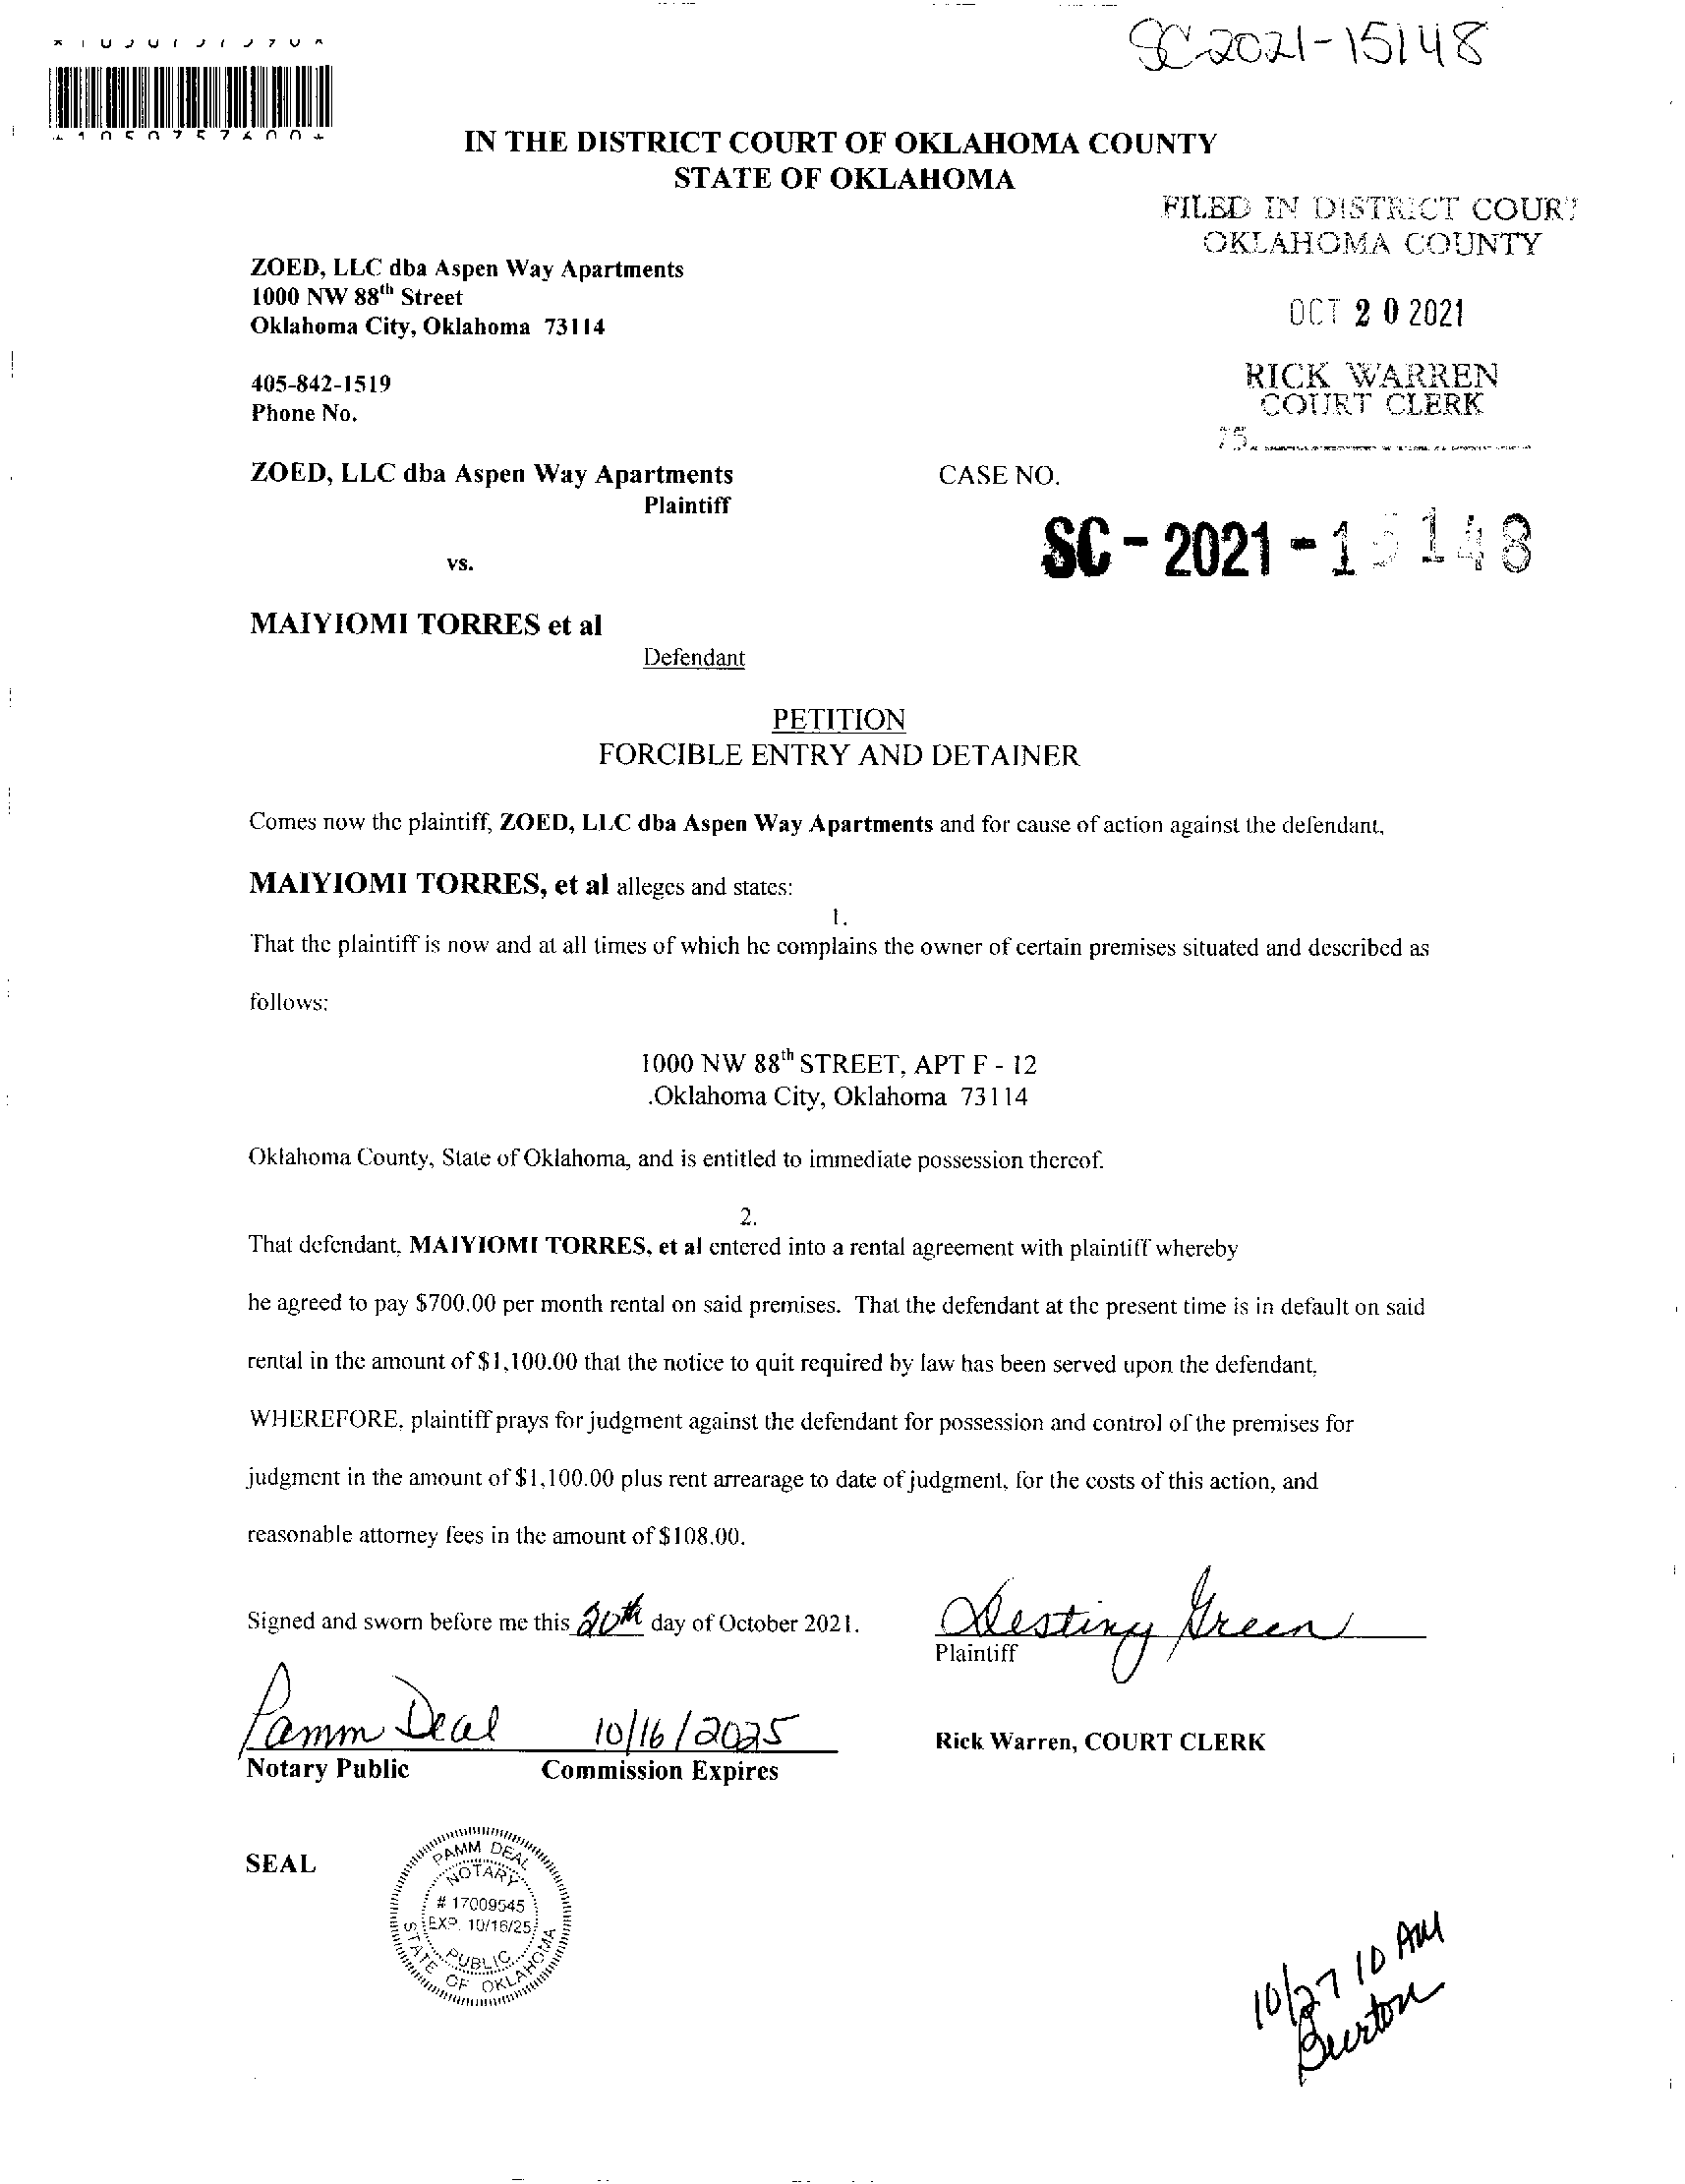 SC-2021-15148
IN THE DISTRICT COURT OF OKLAHOMA COUNTY
STATE OF OKLAHOMA
FILED IN DISTRICT COURT
OKLAHOMA COUNTY
OCT 20 2021
RICK WARREN
COURT CLERK
75
ZOED, LLC dba Aspen Way Apartments
1000 NW 88th Street
Oklahoma City, Oklahoma 73114
405-842-1519
Phone No.
ZOED, LLC dba Aspen Way Apartments
Plaintiff
CASE NO.
SC - 2021 - 15148
vs.
MAIYIOMI TORRES et al
Defendant
PETITION
FORCIBLE ENTRY AND DETAINER
Comes now the plaintiff, ZOED, LLC dba Aspen Way Apartments and for cause of action against the defendant,
MAIYIOMI TORRES, et al alleges and states:
1.
That the plaintiff is now and at all times of which he complains the owner of certain premises situated and described as
follows:
1000 NW 88th STREET, APT F - 12
.Oklahoma City, Oklahoma 73114
Oklahoma County, State of Oklahoma, and is entitled to immediate possession thereof.
2.
That defendant, MAIYIOMI TORRES, et al entered into a rental agreement with plaintiff whereby
he agreed to pay $700.00 per month rental on said premises. That the defendant at the present time is in default on said
rental in the amount of $1,100.00 that the notice to quit required by law has been served upon the defendant.
WHEREFORE, plaintiff prays for judgment against the defendant for possession and control of the premises for
judgment in the amount of $1,100.00 plus rent arrearage to date of judgment, for the costs of this action, and
reasonable attorney fees in the amount of $108.00.
Signed and sworn before me this 20th day of October 2021.
Destiny Green
Plaintiff
Pamm Deal 10/16/2025
Notary Public Commission Expires
Rick Warren, COURT CLERK
SEAL
PAMM DEAL
NOTARY
# 17009545
EXP. 10/16/25
PUBLIC
STATE OF OKLAHOMA
10/27 10 AM
Burton